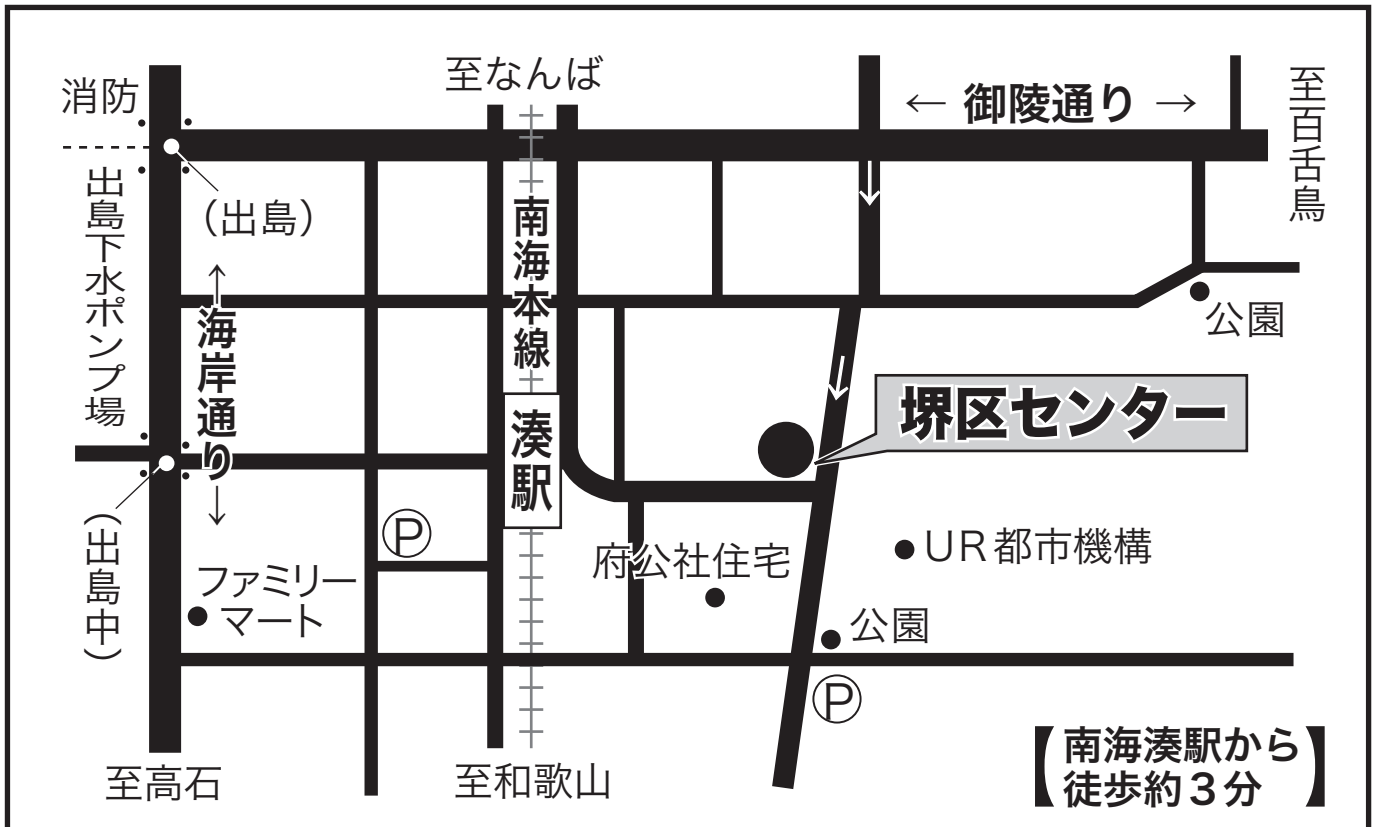 消防
至なんば
← 御陵通り →
至百舌鳥
出島下水ポンプ場
（出島）
南海本線
← 海岸通り →
公園
堺区センター
湊駅
（出島中）
Ⓟ
ファミリー
マート
府公社住宅
UR都市機構
公園
Ⓟ
至高石
至和歌山
【南海湊駅から
徒歩約３分】